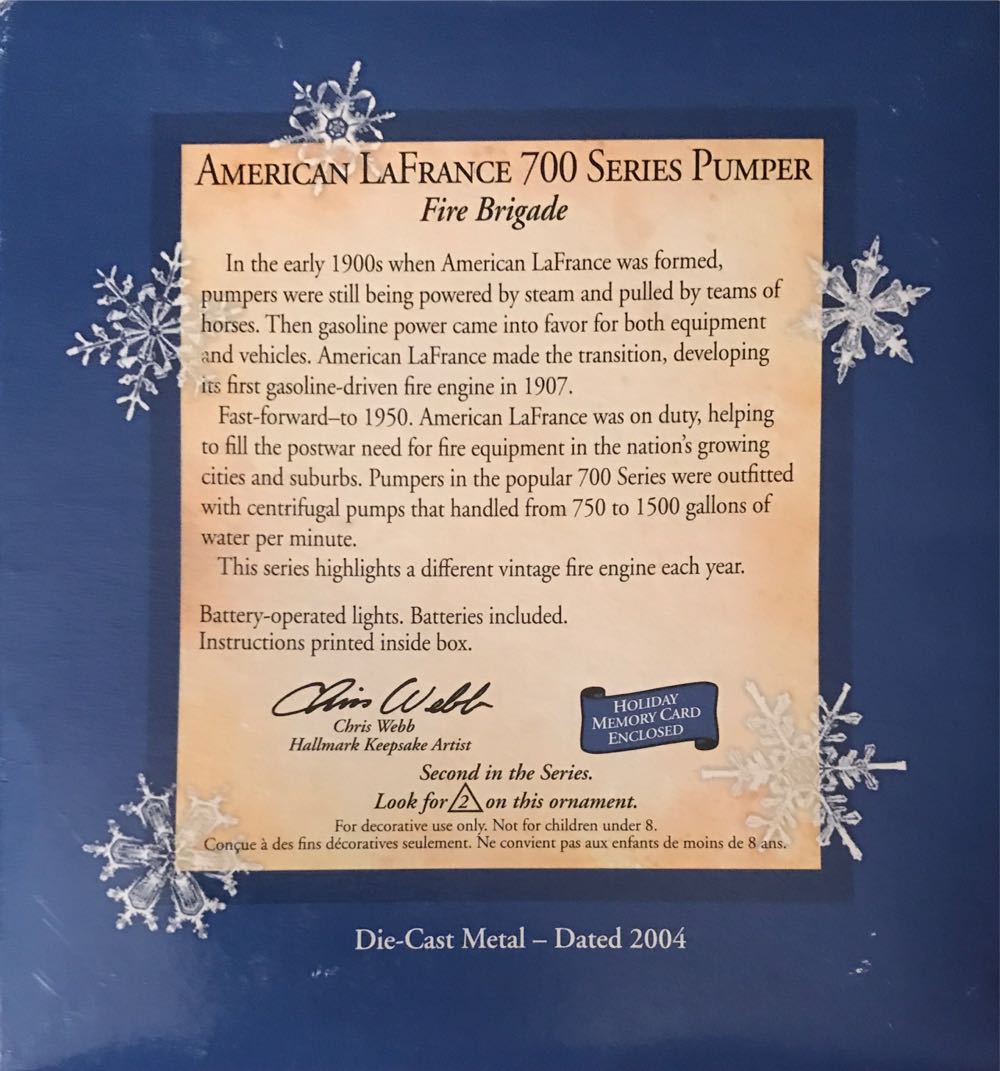 AMERICAN LAFRANCE 700 SERIES PUMPER
Fire Brigade
In the early 1900s when American LaFrance was formed,
pumpers were still being powered by steam and pulled by teams of
horses. Then gasoline power came into favor for both equipment
and vehicles. American LaFrance made the transition, developing
its first gasoline-driven fire engine in 1907.
Fast-forward–to 1950. American LaFrance was on duty, helping
to fill the postwar need for fire equipment in the nation's growing
cities and suburbs. Pumpers in the popular 700 Series were outfitted
with centrifugal pumps that handled from 750 to 1500 gallons of
water per minute.
This series highlights a different vintage fire engine each year.
Battery-operated lights. Batteries included.
Instructions printed inside box.
Chris Webb
Chris Webb
Hallmark Keepsake Artist
HOLIDAY
MEMORY CARD
ENCLOSED
Second in the Series.
Look for 2 on this ornament.
For decorative use only. Not for children under 8.
Conçue à des fins décoratives seulement. Ne convient pas aux enfants de moins de 8 ans.
Die-Cast Metal – Dated 2004